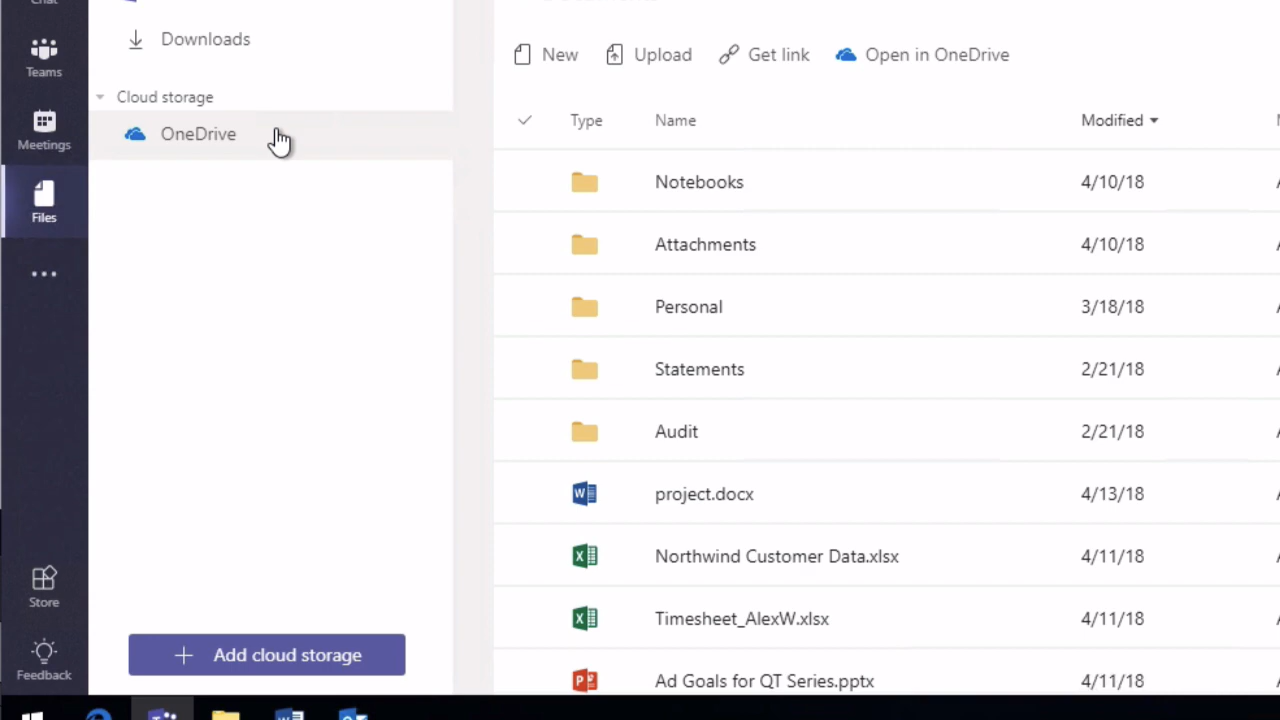 Chat
Teams
Meetings
Files
Store
Feedback
Downloads
Cloud storage
OneDrive
Add cloud storage
New Upload Get link Open in OneDrive
Type Name Modified
Notebooks 4/10/18
Attachments 4/10/18
Personal 3/18/18
Statements 2/21/18
Audit 2/21/18
project.docx 4/13/18
Northwind Customer Data.xlsx 4/11/18
Timesheet_AlexW.xlsx 4/11/18
Ad Goals for QT Series.pptx 4/11/18